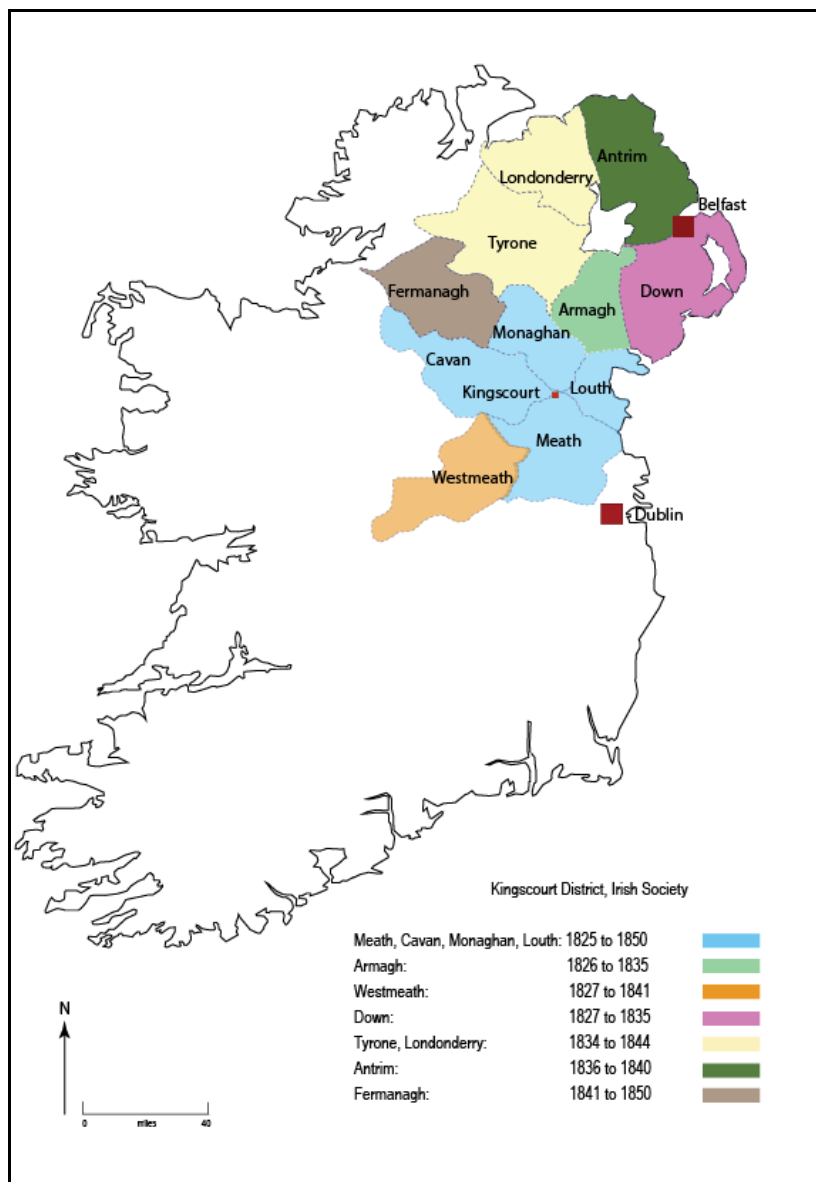 Antrim
Londonderry
Belfast
Tyrone
Fermanagh
Down
Armagh
Monaghan
Cavan
Kingscourt
Louth
Meath
Westmeath
Dublin
Kingscourt District, Irish Society
Meath, Cavan, Monaghan, Louth: 1825 to 1850
Armagh: 1826 to 1835
Westmeath: 1827 to 1841
Down: 1827 to 1835
Tyrone, Londonderry: 1834 to 1844
Antrim: 1836 to 1840
Fermanagh: 1841 to 1850
N
0 miles 40